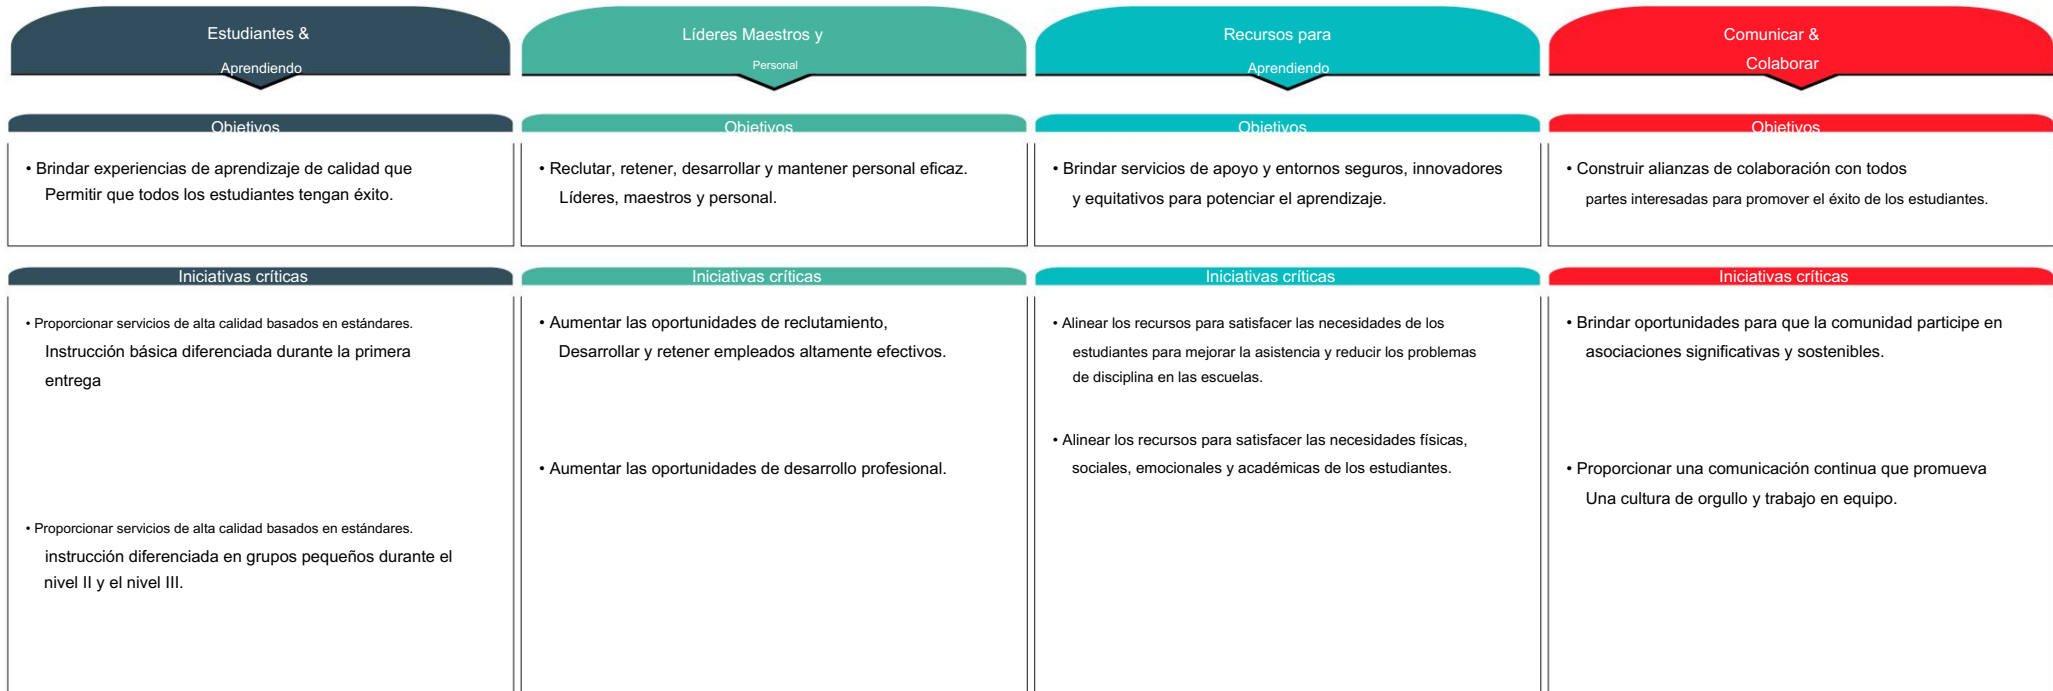 Estudiantes &
Aprendiendo
Líderes Maestros y
Personal
Recursos para
Aprendiendo
Comunicar &
Colaborar
Objetivos
• Brindar experiencias de aprendizaje de calidad que
Permitir que todos los estudiantes tengan éxito.
Objetivos
• Reclutar, retener, desarrollar y mantener personal eficaz.
Líderes, maestros y personal.
Objetivos
• Brindar servicios de apoyo y entornos seguros, innovadores
y equitativos para potenciar el aprendizaje.
Objetivos
• Construir alianzas de colaboración con todos
partes interesadas para promover el éxito de los estudiantes.
Iniciativas críticas
• Proporcionar servicios de alta calidad basados en estándares.
Instrucción básica diferenciada durante la primera
entrega
• Proporcionar servicios de alta calidad basados en estándares.
instrucción diferenciada en grupos pequeños durante el
nivel II y el nivel III.
Iniciativas críticas
• Aumentar las oportunidades de reclutamiento,
Desarrollar y retener empleados altamente efectivos.
• Aumentar las oportunidades de desarrollo profesional.
Iniciativas críticas
• Alinear los recursos para satisfacer las necesidades de los
estudiantes para mejorar la asistencia y reducir los problemas
de disciplina en las escuelas.
• Alinear los recursos para satisfacer las necesidades físicas,
sociales, emocionales y académicas de los estudiantes.
Iniciativas críticas
• Brindar oportunidades para que la comunidad participe en
asociaciones significativas y sostenibles.
• Proporcionar una comunicación continua que promueva
Una cultura de orgullo y trabajo en equipo.